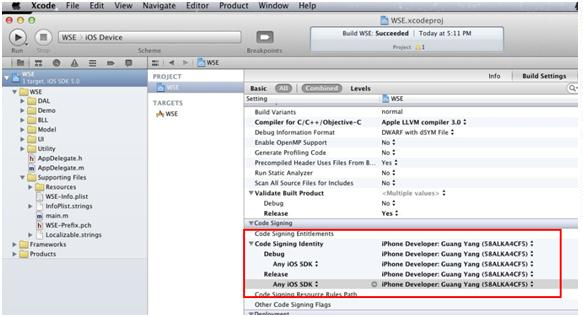 Xcode File Edit View Navigate Editor Product Window Help
WSE.xcodeproj
Run Stop WSE iOS Device Scheme Breakpoints
Build WSE: Succeeded | Today at 5:11 PM
Project 1
WSE
WSE
1 target, iOS SDK 5.0
WSE
DAL
Demo
BLL
Model
UI
Utility
AppDelegate.h
AppDelegate.m
Supporting Files
Resources
WSE-Info.plist
InfoPlist.strings
main.m
WSE-Prefix.pch
Localizable.strings
Frameworks
Products
PROJECT
WSE
TARGETS
WSE
Info Build Settings
Basic All Combined Levels
Setting WSE
Build Variants normal
Compiler for C/C++/Objective-C Apple LLVM compiler 3.0
Debug Information Format DWARF with dSYM File
Enable OpenMP Support No
Generate Profiling Code No
Precompiled Header Uses Files From B... Yes
Run Static Analyzer No
Scan All Source Files for Includes No
Validate Built Product <Multiple values>
Debug No
Release Yes
Code Signing
Code Signing Entitlements
Code Signing Identity iPhone Developer: Guang Yang (58ALKA4CF5)
Debug iPhone Developer: Guang Yang (58ALKA4CF5)
Any iOS SDK iPhone Developer: Guang Yang (58ALKA4CF5)
Release iPhone Developer: Guang Yang (58ALKA4CF5)
Any iOS SDK iPhone Developer: Guang Yang (58ALKA4CF5)
Code Signing Resource Rules Path
Other Code Signing Flags
Deployment